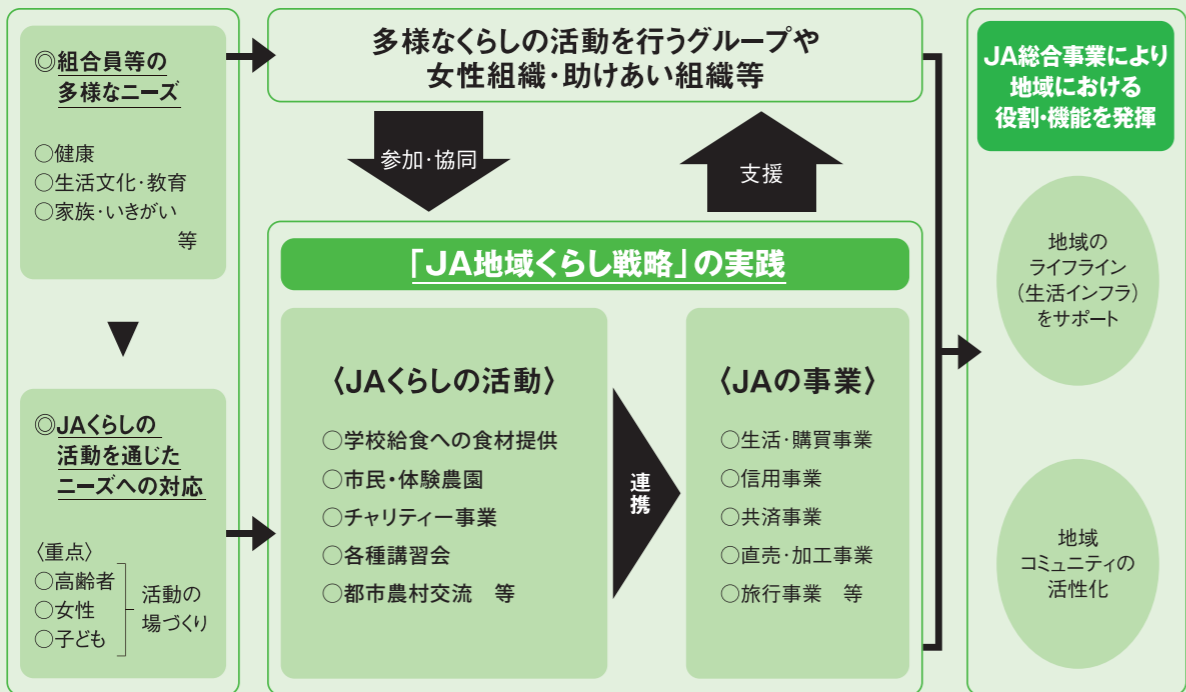 ◎組合員等の
多様なニーズ
○健康
○生活文化・教育
○家族・いきがい
等
◎JAくらしの
活動を通じた
ニーズへの対応
〈重点〉
○高齢者
○女性
○子ども
活動の
場づくり
多様なくらしの活動を行うグループや
女性組織・助けあい組織等
参加・協同
支援
「JA地域くらし戦略」の実践
〈JAくらしの活動〉
○学校給食への食材提供
○市民・体験農園
○チャリティー事業
○各種講習会
○都市農村交流 等
連携
〈JAの事業〉
○生活・購買事業
○信用事業
○共済事業
○直売・加工事業
○旅行事業 等
JA総合事業により
地域における
役割・機能を発揮
地域の
ライフライン
(生活インフラ)
をサポート
地域
コミュニティの
活性化